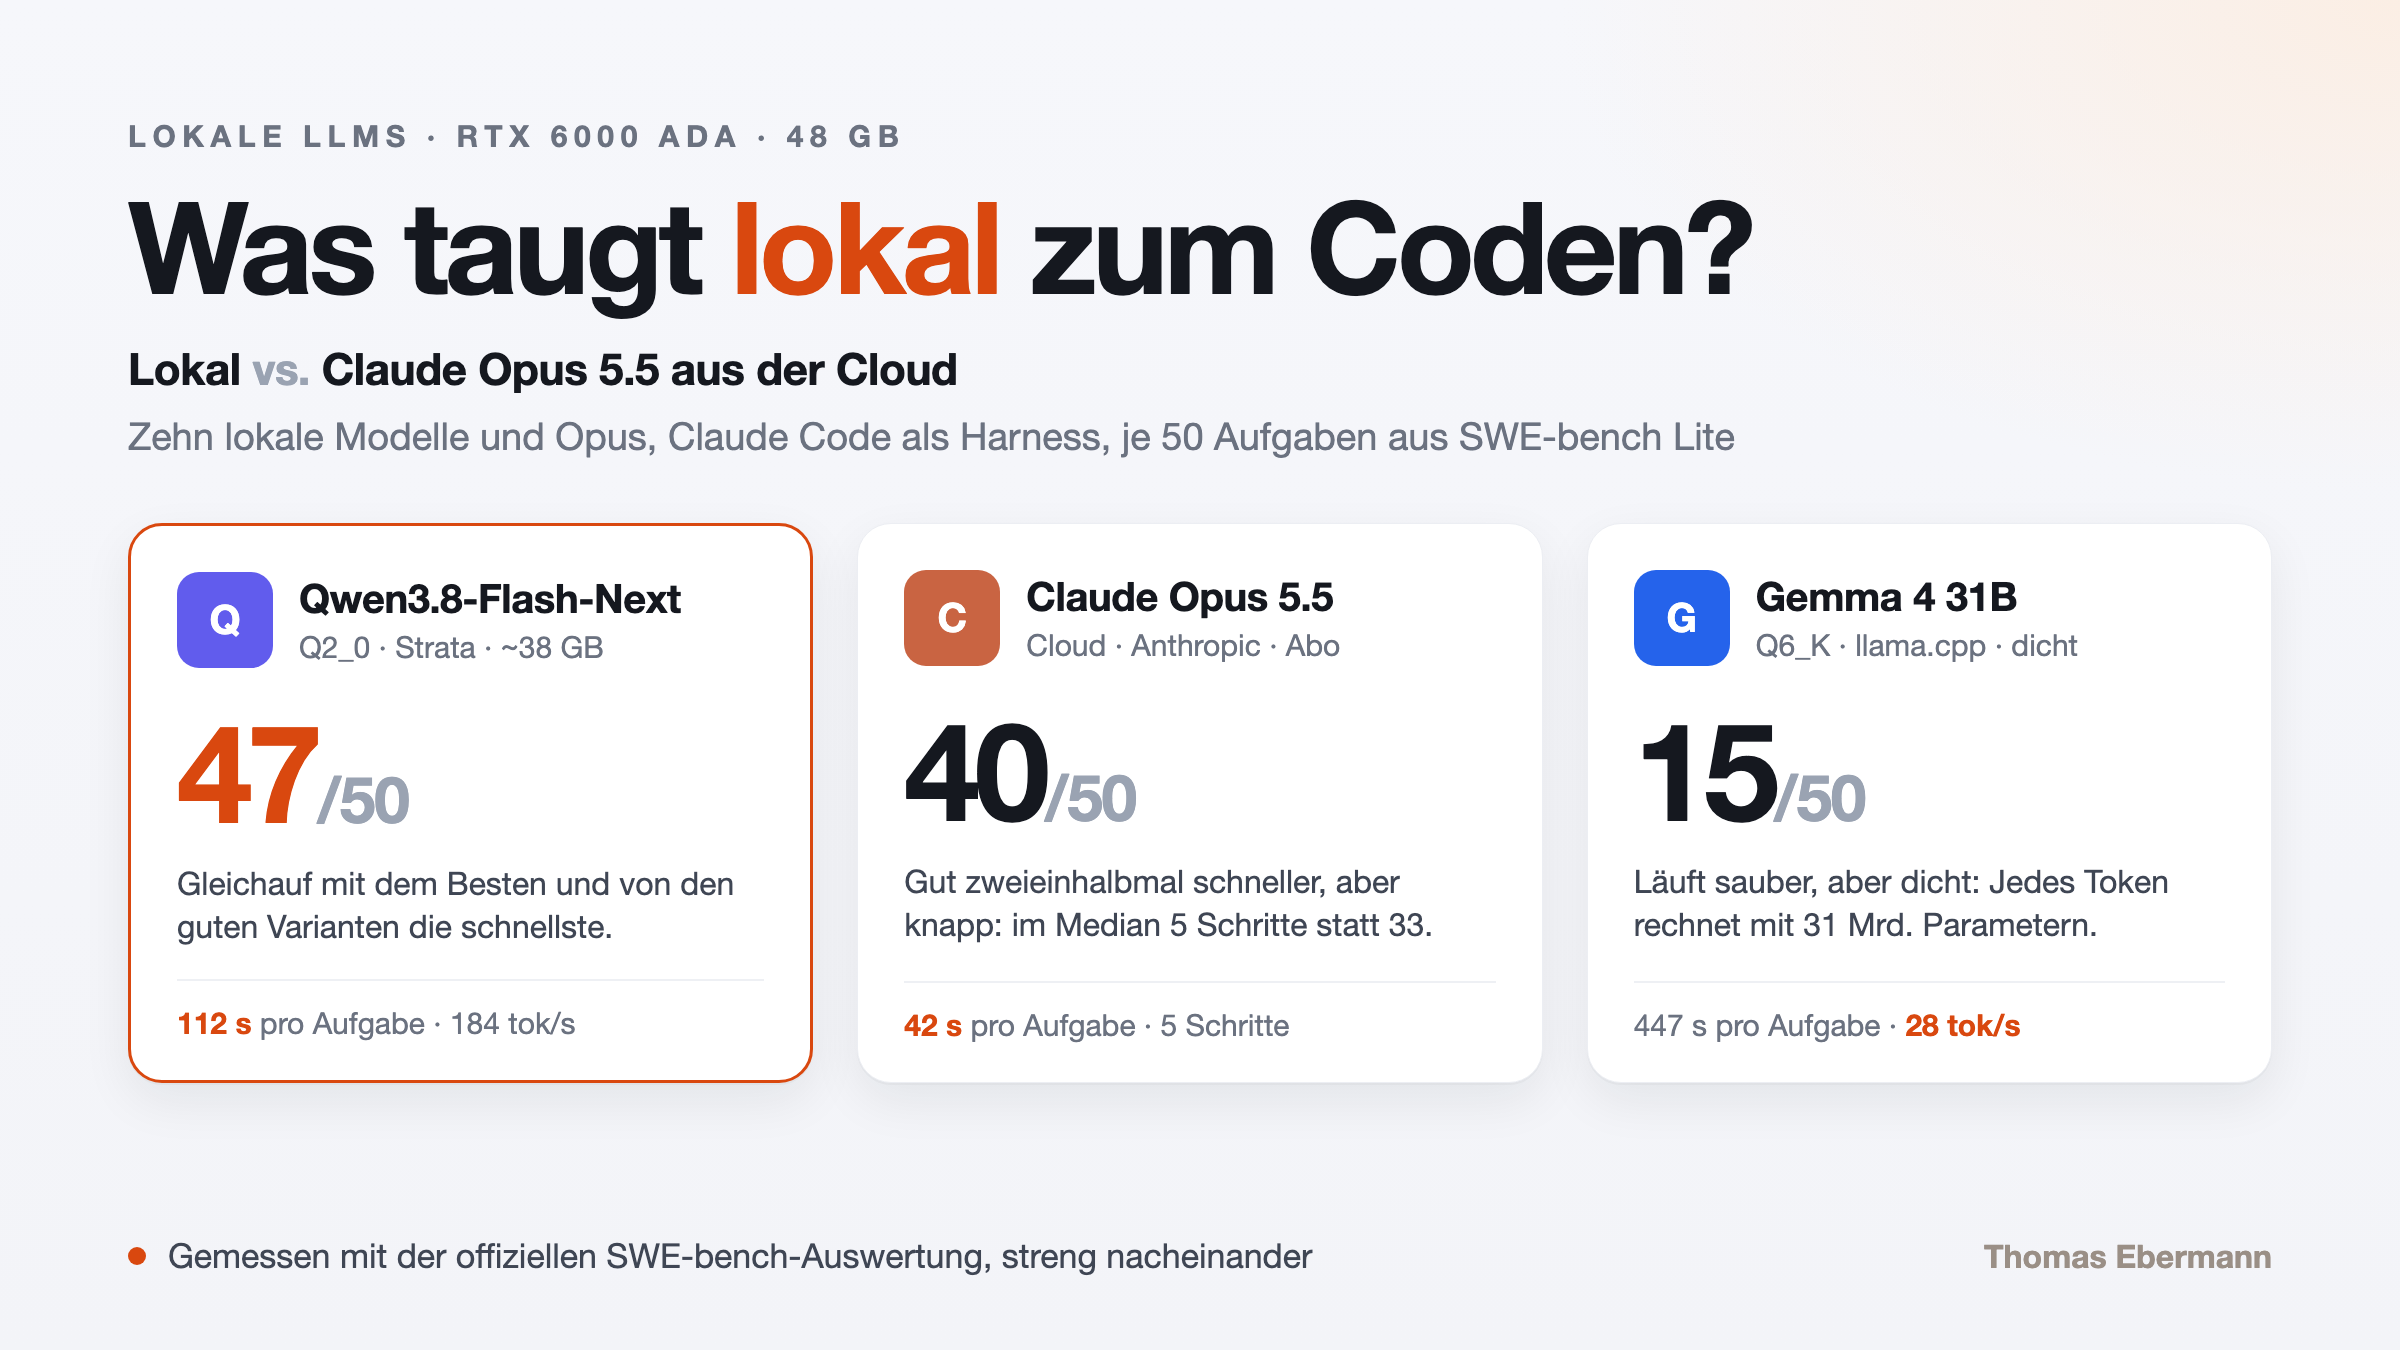 LOKALE LLMS · RTX 6000 ADA · 48 GB
Was taugt lokal zum Coden?
Lokal vs. Claude Opus 5.5 aus der Cloud
Zehn lokale Modelle und Opus, Claude Code als Harness, je 50 Aufgaben aus SWE-bench Lite
Q
Qwen3.8-Flash-Next
Q2_0 · Strata · ~38 GB
47/50
Gleichauf mit dem Besten und von den
guten Varianten die schnellste.
112 s pro Aufgabe · 184 tok/s
C
Claude Opus 5.5
Cloud · Anthropic · Abo
40/50
Gut zweieinhalbmal schneller, aber
knapp: im Median 5 Schritte statt 33.
42 s pro Aufgabe · 5 Schritte
G
Gemma 4 31B
Q6_K · llama.cpp · dicht
15/50
Läuft sauber, aber dicht: Jedes Token
rechnet mit 31 Mrd. Parametern.
447 s pro Aufgabe · 28 tok/s
Gemessen mit der offiziellen SWE-bench-Auswertung, streng nacheinander
Thomas Ebermann